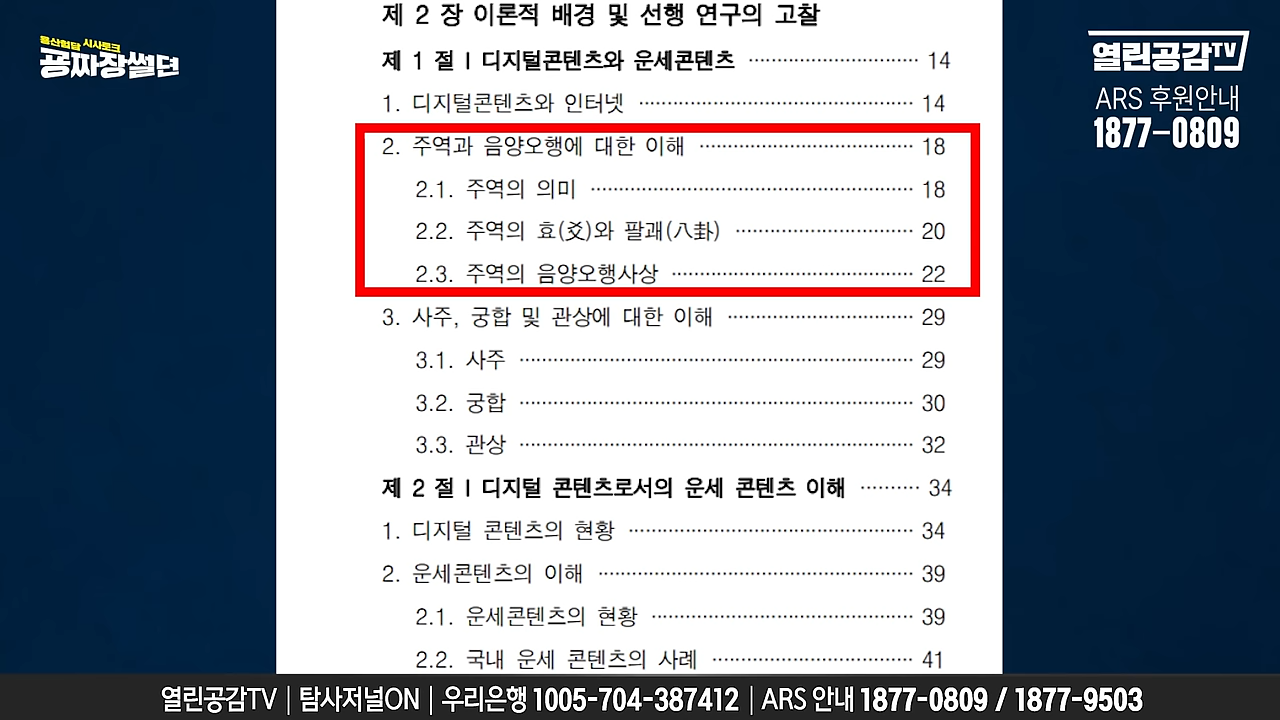 제 2 장 이론적 배경 및 선행 연구의 고찰
제 1 절 I 디지털콘텐츠와 운세콘텐츠 ································ 14
1. 디지털콘텐츠와 인터넷 ································ 14
2. 주역과 음양오행에 대한 이해 ································ 18
2.1. 주역의 의미 ································ 18
2.2. 주역의 효(爻)와 팔괘(八卦) ································ 20
2.3. 주역의 음양오행사상 ································ 22
3. 사주, 궁합 및 관상에 대한 이해 ································ 29
3.1. 사주 ································ 29
3.2. 궁합 ································ 30
3.3. 관상 ································ 32
제 2 절 I 디지털 콘텐츠로서의 운세 콘텐츠 이해 ·········· 34
1. 디지털 콘텐츠의 현황 ································ 34
2. 운세콘텐츠의 이해 ································ 39
2.1. 운세콘텐츠의 현황 ································ 39
2.2. 국내 운세 콘텐츠의 사례 ································ 41
시사토크
짜장썰던
열린공감TV
ARS 후원안내
1877-0809
열린공감TV | 탐사저널ON | 우리은행 1005-704-387412 | ARS 안내 1877-0809 / 1877-9503